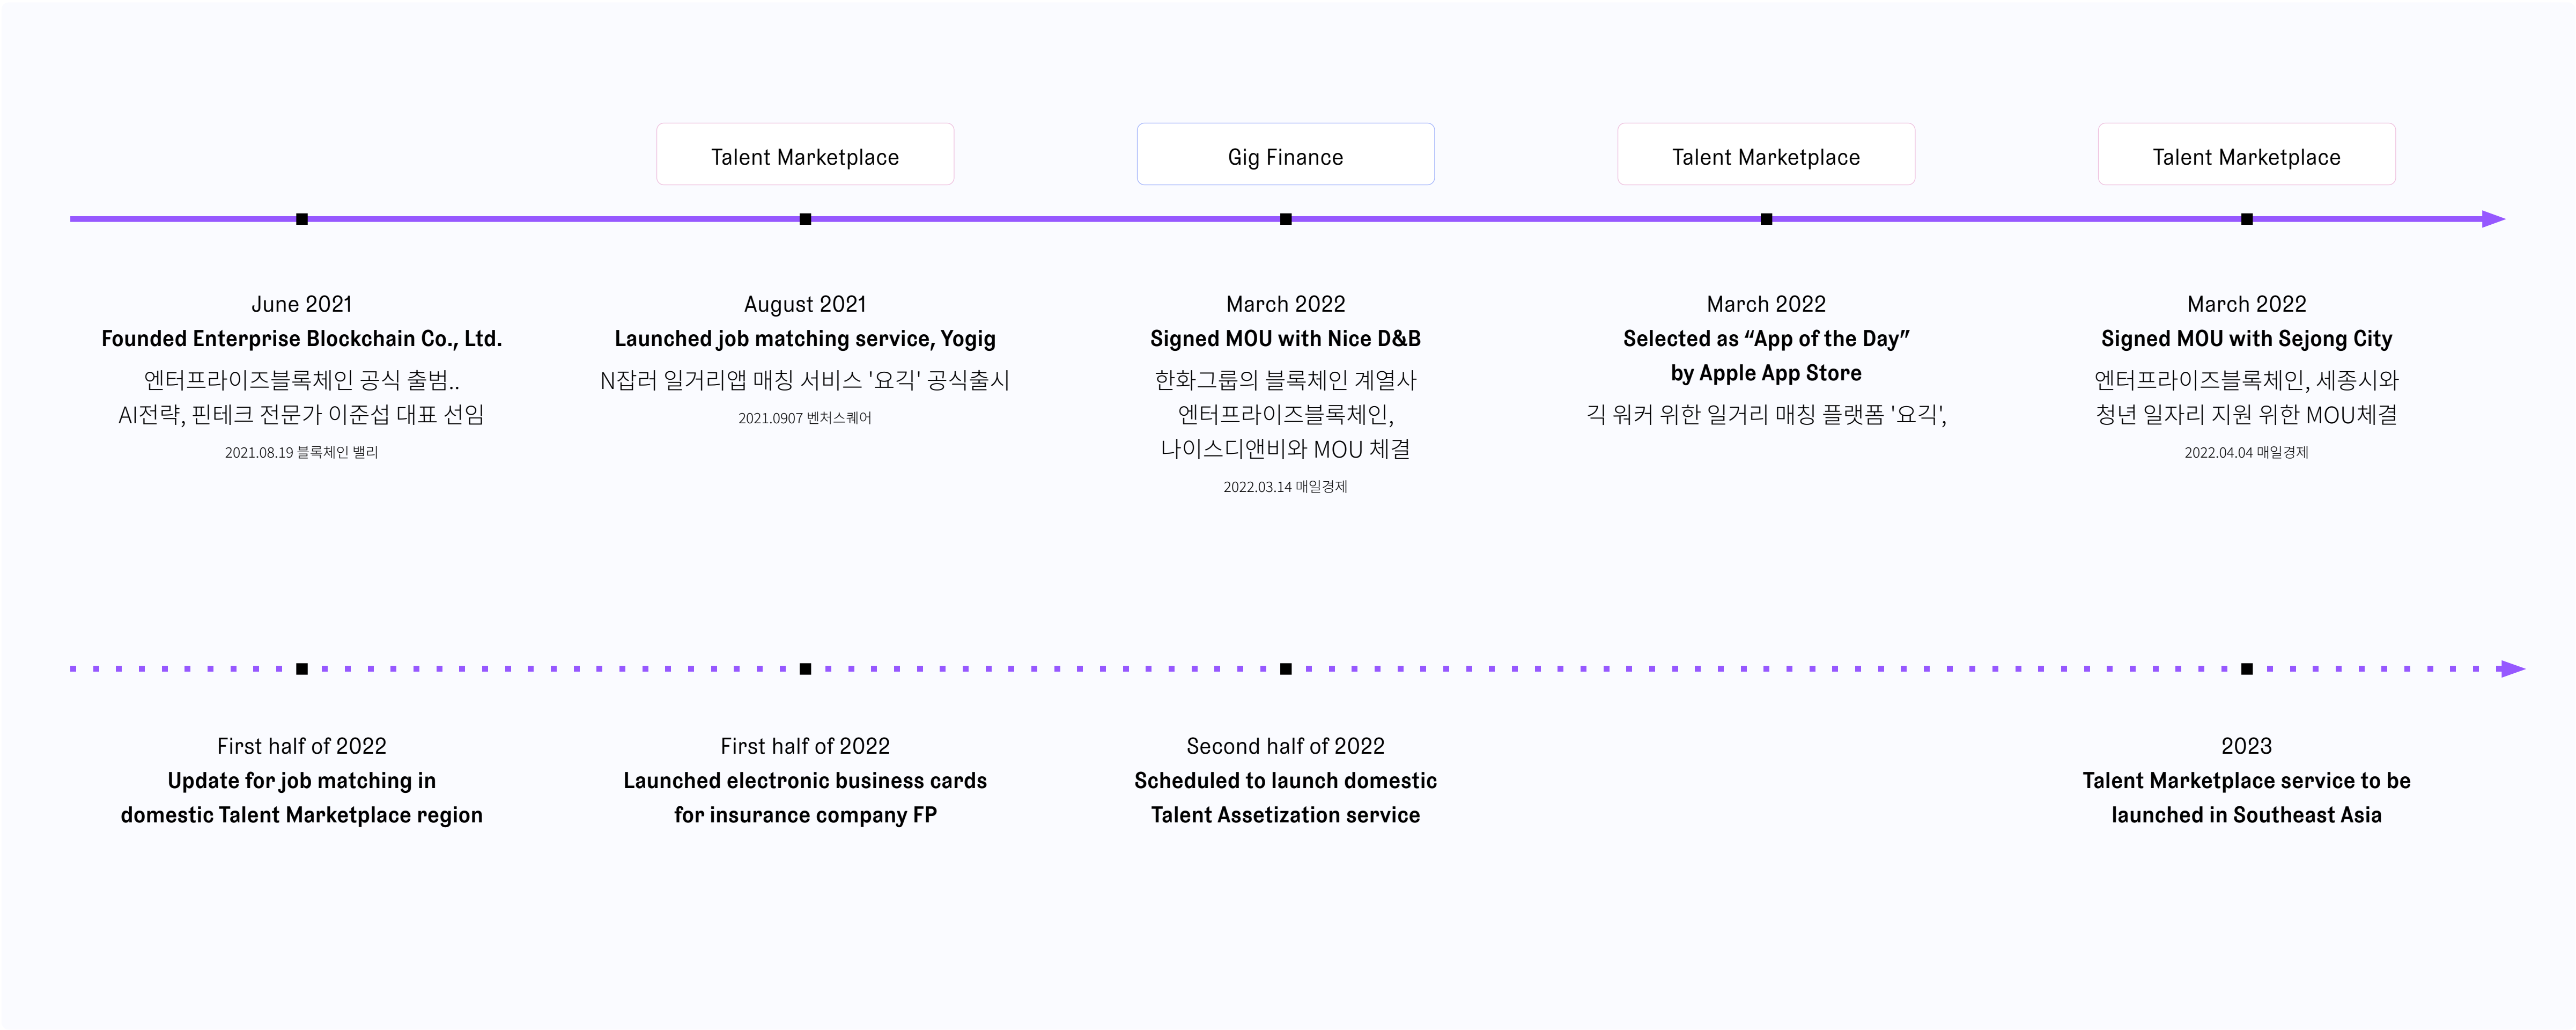 Talent Marketplace
Gig Finance
Talent Marketplace
Talent Marketplace
June 2021
Founded Enterprise Blockchain Co., Ltd.
엔터프라이즈블록체인 공식 출범..
AI전략, 핀테크 전문가 이준섭 대표 선임
2021.08.19 블록체인 밸리
August 2021
Launched job matching service, Yogig
N잡러 일거리앱 매칭 서비스 '요긱' 공식출시
2021.0907 벤처스퀘어
March 2022
Signed MOU with Nice D&B
한화그룹의 블록체인 계열사
엔터프라이즈블록체인,
나이스디앤비와 MOU 체결
2022.03.14 매일경제
March 2022
Selected as “App of the Day”
by Apple App Store
긱 워커 위한 일거리 매칭 플랫폼 '요긱',
March 2022
Signed MOU with Sejong City
엔터프라이즈블록체인, 세종시와
청년 일자리 지원 위한 MOU체결
2022.04.04 매일경제
First half of 2022
Update for job matching in
domestic Talent Marketplace region
First half of 2022
Launched electronic business cards
for insurance company FP
Second half of 2022
Scheduled to launch domestic
Talent Assetization service
2023
Talent Marketplace service to be
launched in Southeast Asia